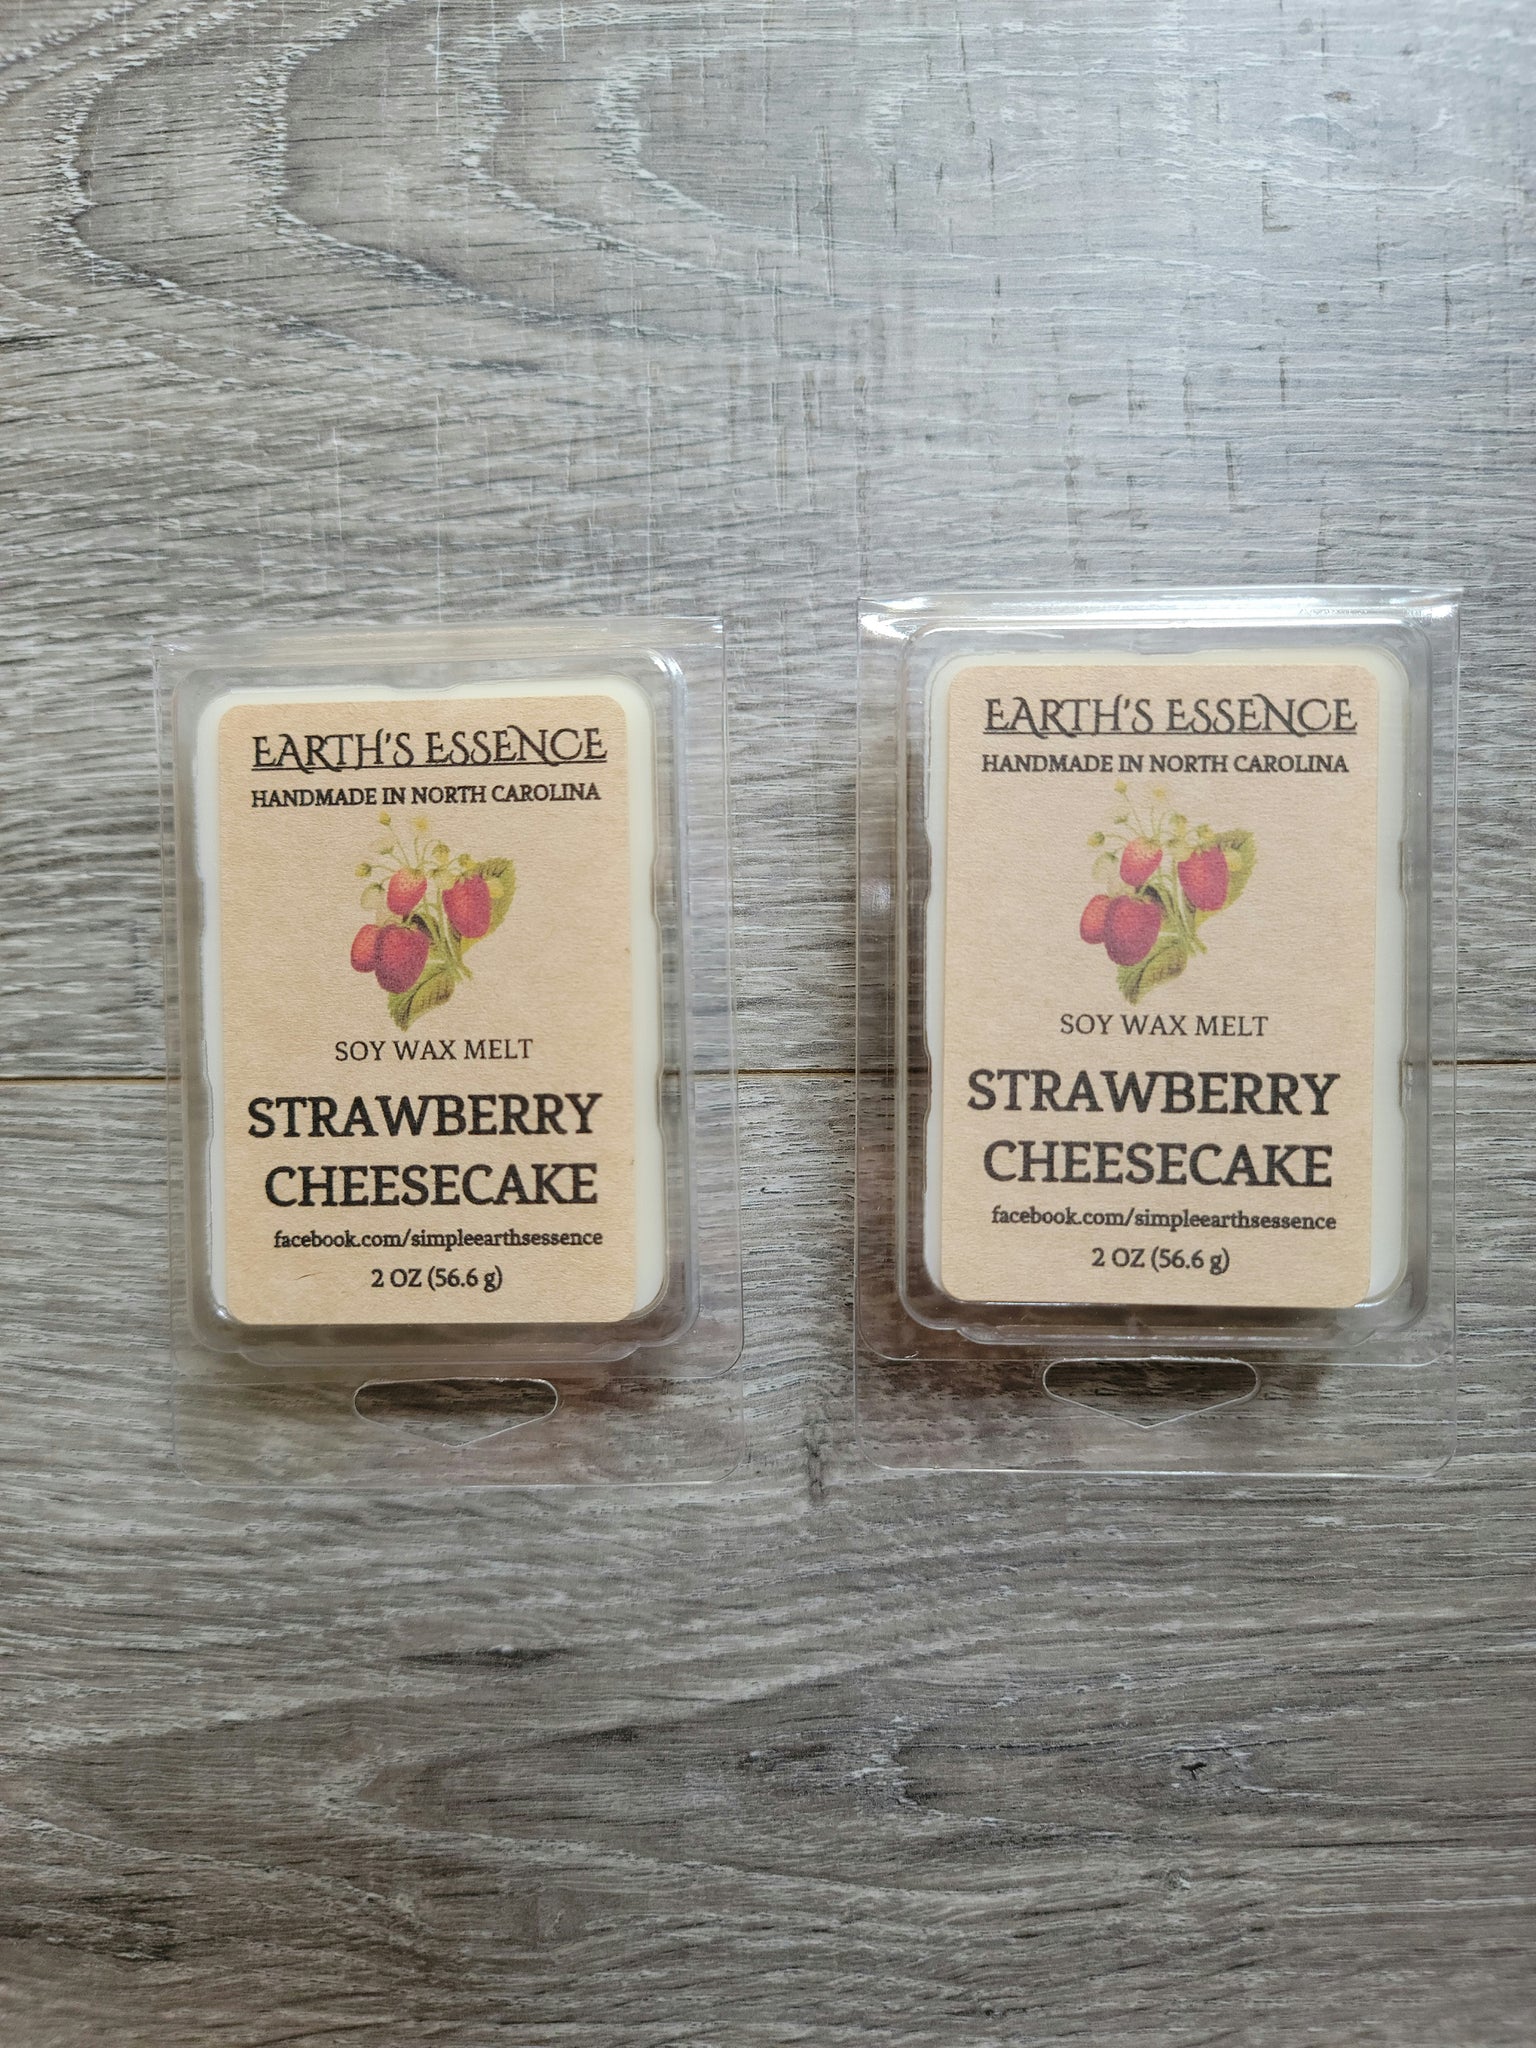 EARTH'S ESSENCE
HANDMADE IN NORTH CAROLINA
SOY WAX MELT
STRAWBERRY
CHEESECAKE
facebook.com/simpleearthsessence
2 OZ (56.6 g)
EARTH'S ESSENCE
HANDMADE IN NORTH CAROLINA
SOY WAX MELT
STRAWBERRY
CHEESECAKE
facebook.com/simpleearthsessence
2 OZ (56.6 g)